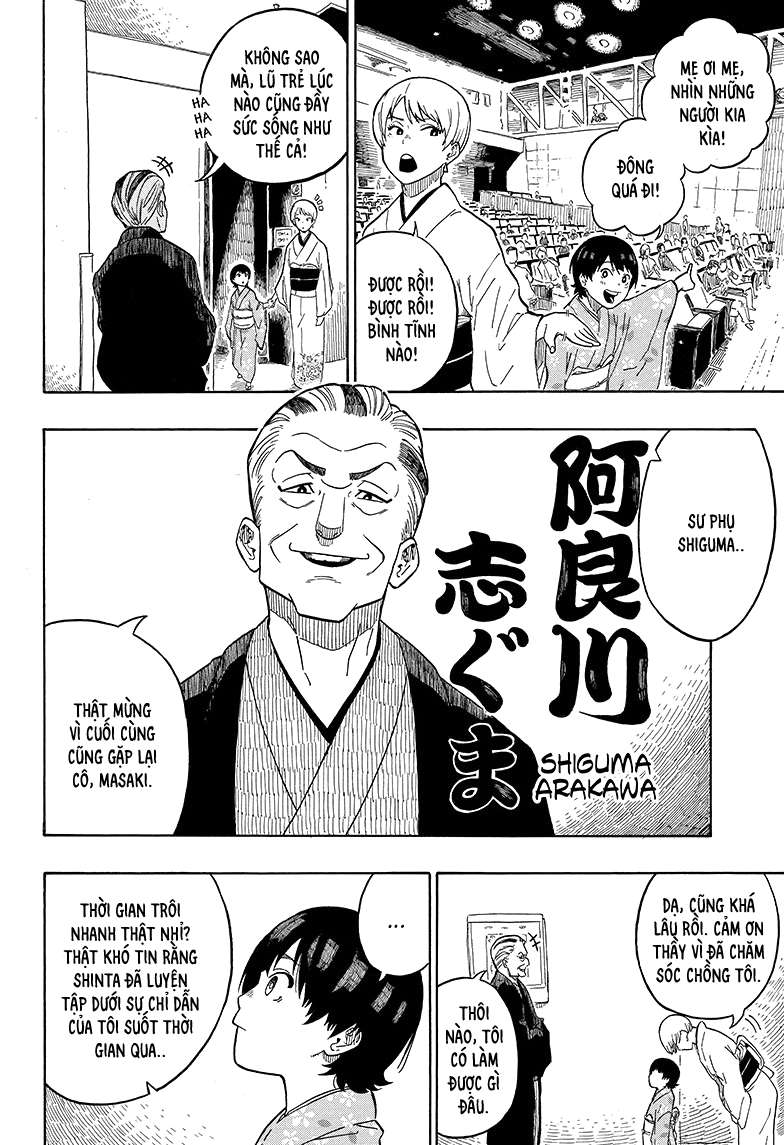 MẸ ƠI MẸ,
NHÌN NHỮNG
NGƯỜI KIA
KÌA!
ĐÔNG
QUÁ ĐI!
ĐƯỢC RỒI!
ĐƯỢC RỒI!
BÌNH TĨNH
NÀO!
KHÔNG SAO
MÀ, LŨ TRẺ LÚC
NÀO CŨNG ĐẦY
SỨC SỐNG NHƯ
THẾ CẢ!
HA
HA
HA
SƯ PHỤ
SHIGUMA..
阿良川
志ぐま
SHIGUMA
ARAKAWA
THẬT MỪNG
VÌ CUỐI CÙNG
CŨNG GẶP LẠI
CÔ, MASAKI.
DẠ, CŨNG KHÁ
LÂU RỒI. CẢM ƠN
THẦY VÌ ĐÃ CHĂM
SÓC CHỒNG TÔI.
THÔI
NÀO, TÔI
CÓ LÀM
ĐƯỢC GÌ
ĐÂU.
...
THỜI GIAN TRÔI
NHANH THẬT NHỈ?
THẬT KHÓ TIN RẰNG
SHINTA ĐÃ LUYỆN
TẬP DƯỚI SỰ CHỈ DẪN
CỦA TÔI SUỐT THỜI
GIAN QUA..